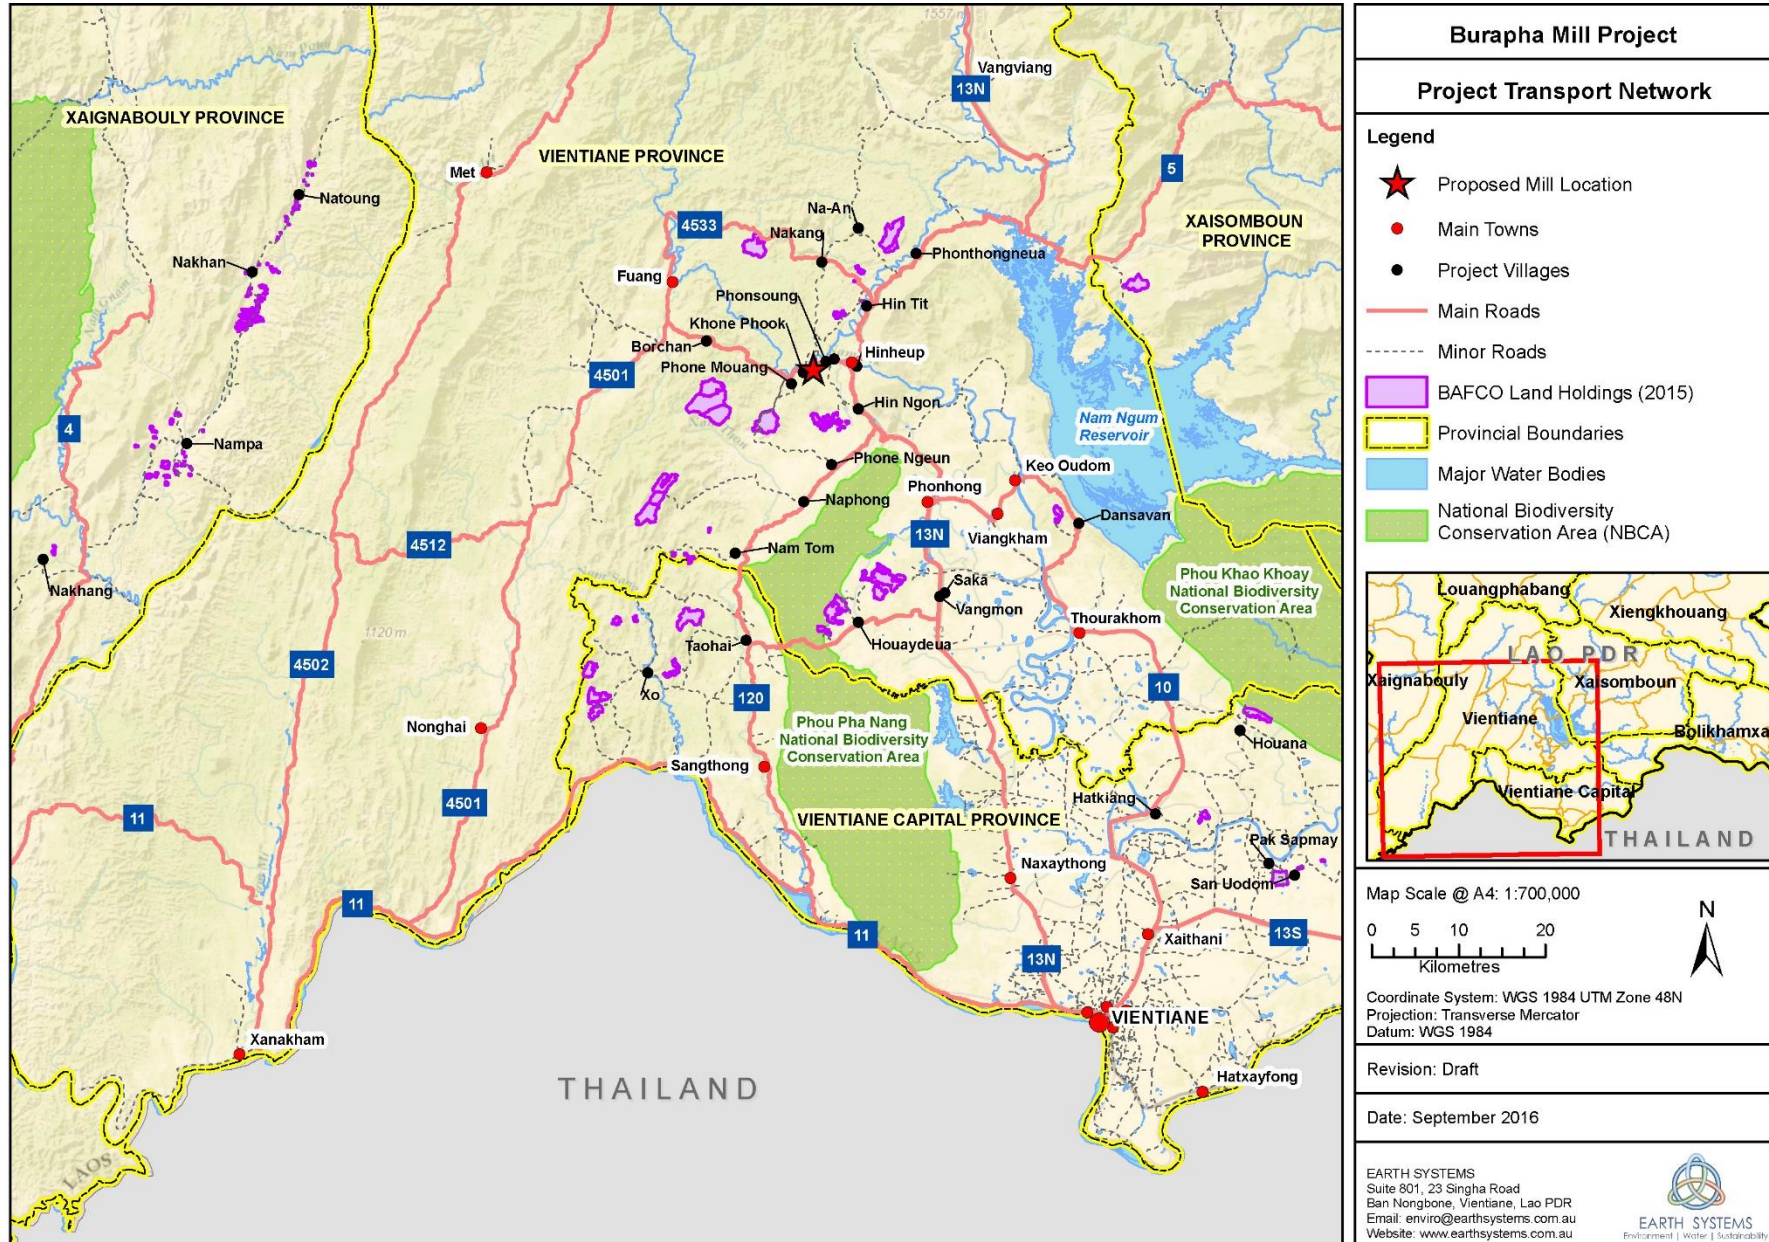 1557 m
Vangviang
13N
XAIGNABOULY PROVINCE
VIENTIANE PROVINCE
Met
5
Natoung
Na-An
4533
Nakang
XAISOMBOUN
PROVINCE
Phonthongneua
Nakhan
Fuang
Phonsoung
Hin Tit
Khone Phook
Borchan
Hinheup
Phone Mouang
4501
Hin Ngon
Nam Ngum
Reservoir
4
Nampa
Phone Ngeun
Keo Oudom
Naphong
Phonhong
Dansavan
13N
Viangkham
4512
Nam Tom
Nakhang
Saka
Vangmon
Phou Khao Khoay
National Biodiversity
Conservation Area
1120 m
Taohai
Houaydeua
Thourakhom
4502
Xo
120
10
Nonghai
Phou Pha Nang
National Biodiversity
Conservation Area
Houana
Sangthong
4501
Hatkiang
11
VIENTIANE CAPITAL PROVINCE
Pak Sapmay
Naxaythong
San Uodom
11
11
13S
Xaithani
13N
LAOS
VIENTIANE
Xanakham
THAILAND
Hatxayfong
LAOS
Burapha Mill Project
Project Transport Network
Legend
Proposed Mill Location
Main Towns
Project Villages
Main Roads
Minor Roads
BAFCO Land Holdings (2015)
Provincial Boundaries
Major Water Bodies
National Biodiversity
Conservation Area (NBCA)
Louangphabang
Xiengkhouang
LAO PDR
Xaignabouly
Xaisomboun
Vientiane
Bolikhamxa
Vientiane Capital
THAILAND
Map Scale @ A4: 1:700,000
N
0 5 10 20
Kilometres
Coordinate System: WGS 1984 UTM Zone 48N
Projection: Transverse Mercator
Datum: WGS 1984
Revision: Draft
Date: September 2016
EARTH SYSTEMS
Suite 801, 23 Singha Road
Ban Nongbone, Vientiane, Lao PDR
Email: enviro@earthsystems.com.au
Website: www.earthsystems.com.au
EARTH SYSTEMS
Environment | Water | Sustainability